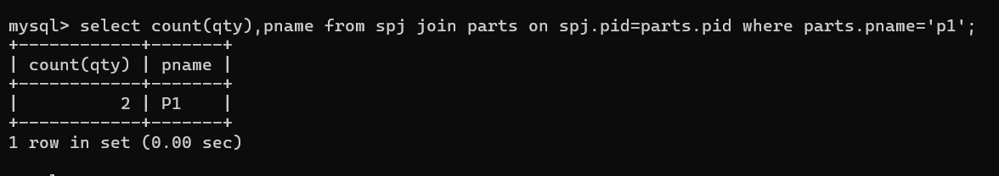 mysql> select count(qty),pname from spj join parts on spj.pid=parts.pid where parts.pname='p1';
+------------+-------+
| count(qty) | pname |
+------------+-------+
|          2 | P1    |
+------------+-------+
1 row in set (0.00 sec)